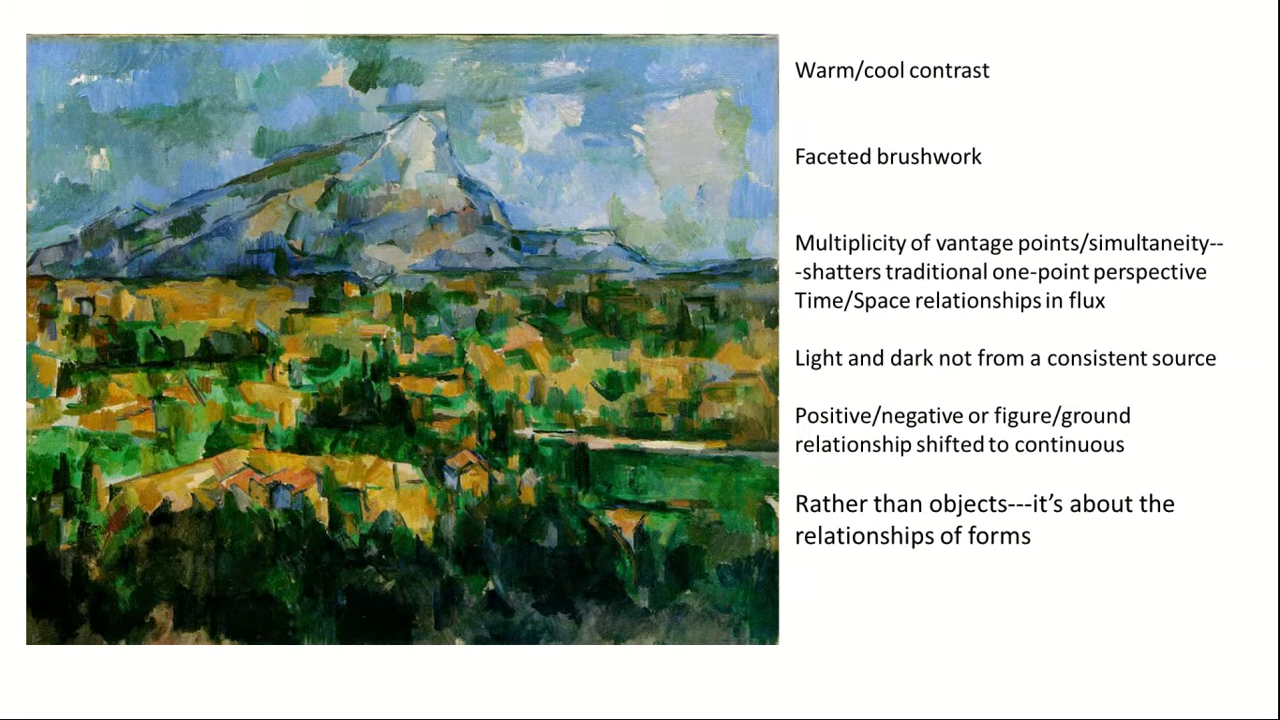 Warm/cool contrast
Faceted brushwork
Multiplicity of vantage points/simultaneity--
-shatters traditional one-point perspective
Time/Space relationships in flux
Light and dark not from a consistent source
Positive/negative or figure/ground
relationship shifted to continuous
Rather than objects---it’s about the
relationships of forms